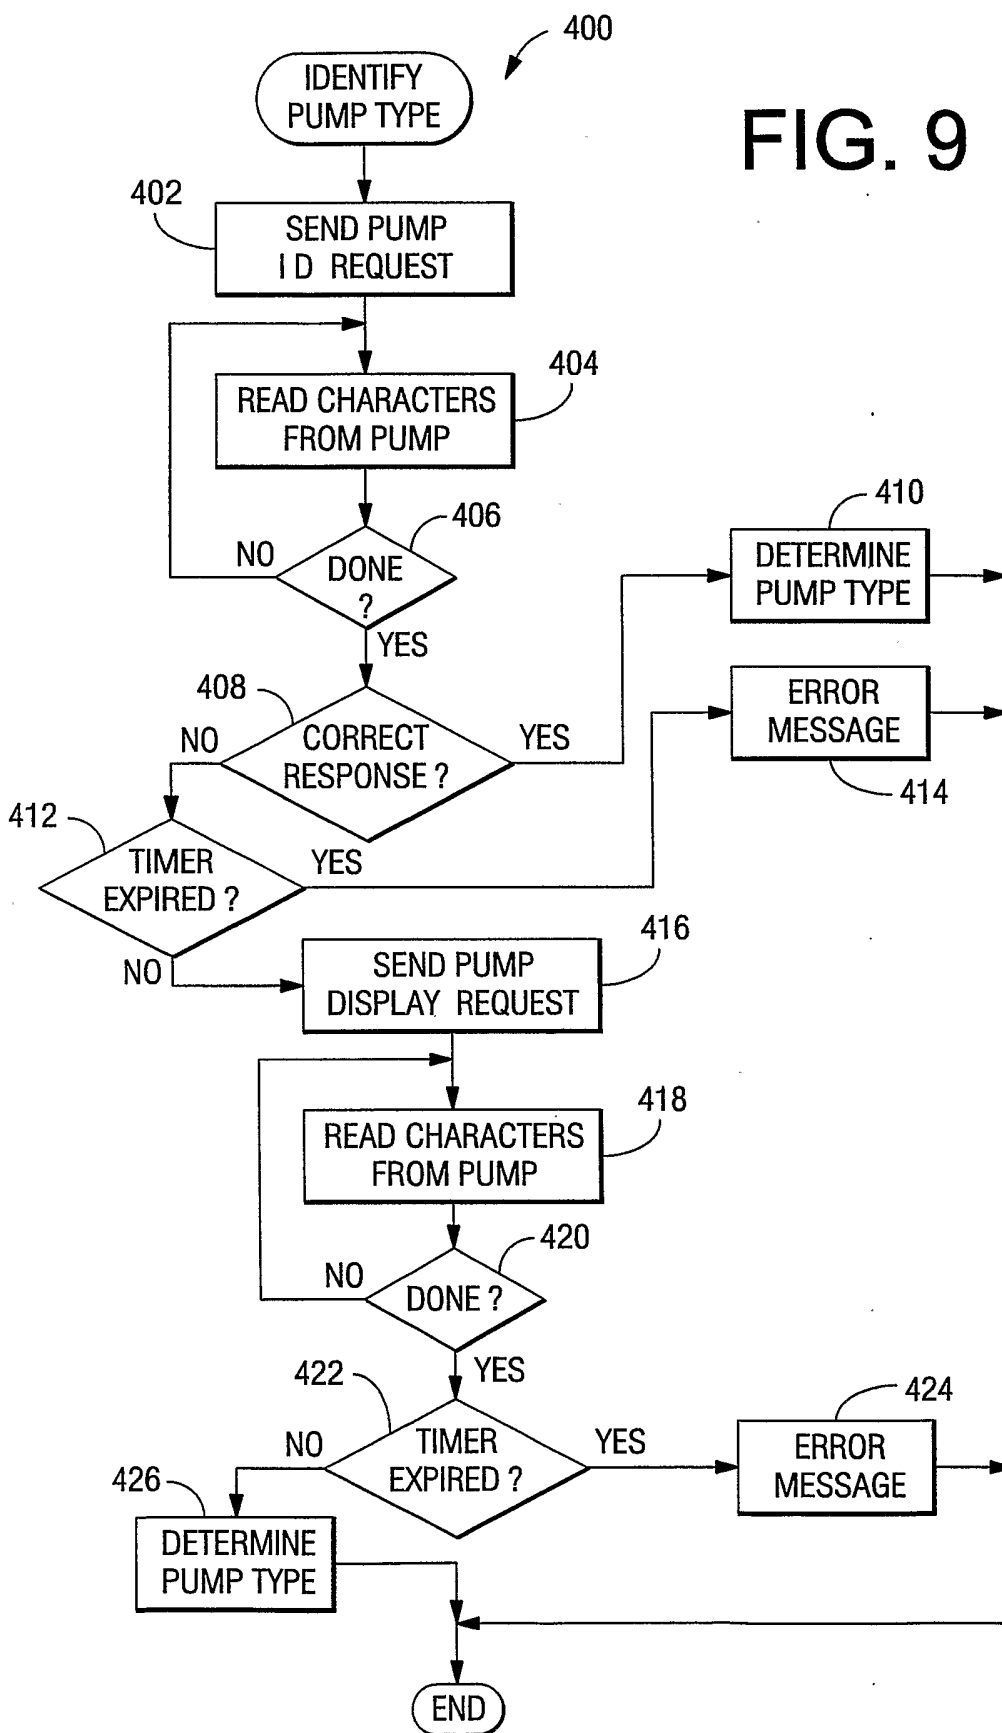 400
IDENTIFY
PUMP TYPE
FIG. 9
402
SEND PUMP
I D REQUEST
404
READ CHARACTERS
FROM PUMP
406
NO
DONE
?
YES
410
DETERMINE
PUMP TYPE
408
NO
CORRECT
RESPONSE ?
YES
ERROR
MESSAGE
414
412
TIMER
EXPIRED ?
YES
NO
416
SEND PUMP
DISPLAY REQUEST
418
READ CHARACTERS
FROM PUMP
420
NO
DONE ?
YES
422
NO
TIMER
EXPIRED ?
YES
424
ERROR
MESSAGE
426
DETERMINE
PUMP TYPE
END